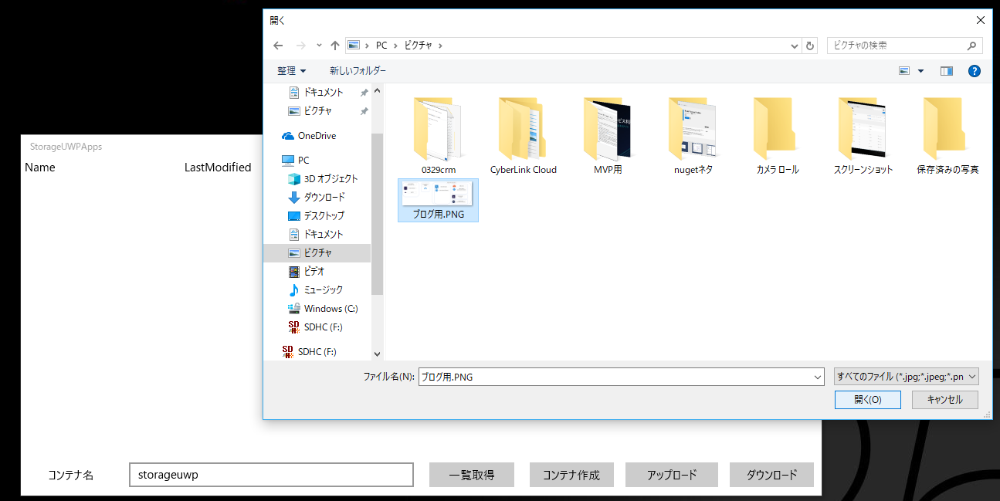 開く
PC ピクチャ
ピクチャの検索
整理
新しいフォルダー
ドキュメント
ピクチャ
OneDrive
PC
3D オブジェクト
ダウンロード
デスクトップ
ドキュメント
ピクチャ
ビデオ
ミュージック
Windows (C:)
SDHC (F:)
SDHC (F:)
0329crm
CyberLink Cloud
MVP用
nugetネタ
カメラ ロール
スクリーンショット
保存済みの写真
ブログ用.PNG
ファイル名(N):
ブログ用.PNG
すべてのファイル (*.jpg;*.jpeg;*.pn
開く(O)
キャンセル
StorageUWPApps
Name
LastModified
コンテナ名
storageuwp
一覧取得
コンテナ作成
アップロード
ダウンロード